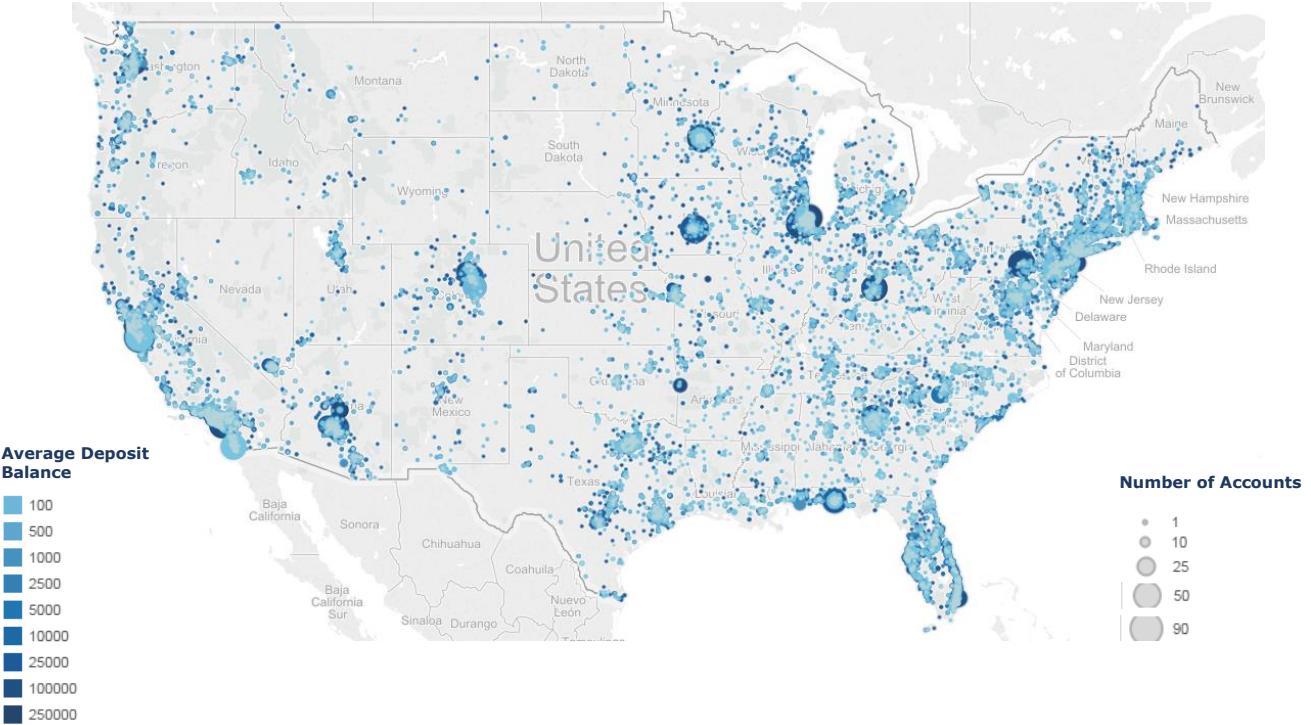 North
Dakota
Montana
Minnesota
New
Brunswick
Maine
South
Dakota
Idaho
Wyoming
New Hampshire
Massachusetts
United
States
Rhode Island
Nevada
Utah
West
Virginia
New Jersey
Delaware
Maryland
District
of Columbia
New
Mexico
Texas
Mississippi
Baja
California
Sonora
Chihuahua
Coahuila
Baja
California
Sur
Sinaloa
Durango
Nuevo
León
Average Deposit
Balance
100
500
1000
2500
5000
10000
25000
100000
250000
Number of Accounts
1
10
25
50
90